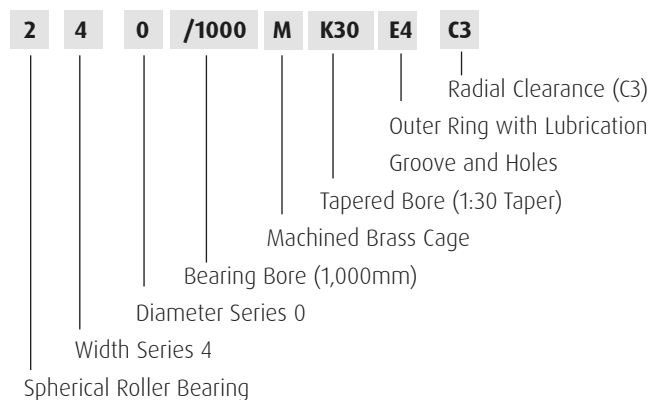 2 4 0 /1000 M K30 E4 C3
Radial Clearance (C3)
Outer Ring with Lubrication
Groove and Holes
Tapered Bore (1:30 Taper)
Machined Brass Cage
Bearing Bore (1,000mm)
Diameter Series 0
Width Series 4
Spherical Roller Bearing